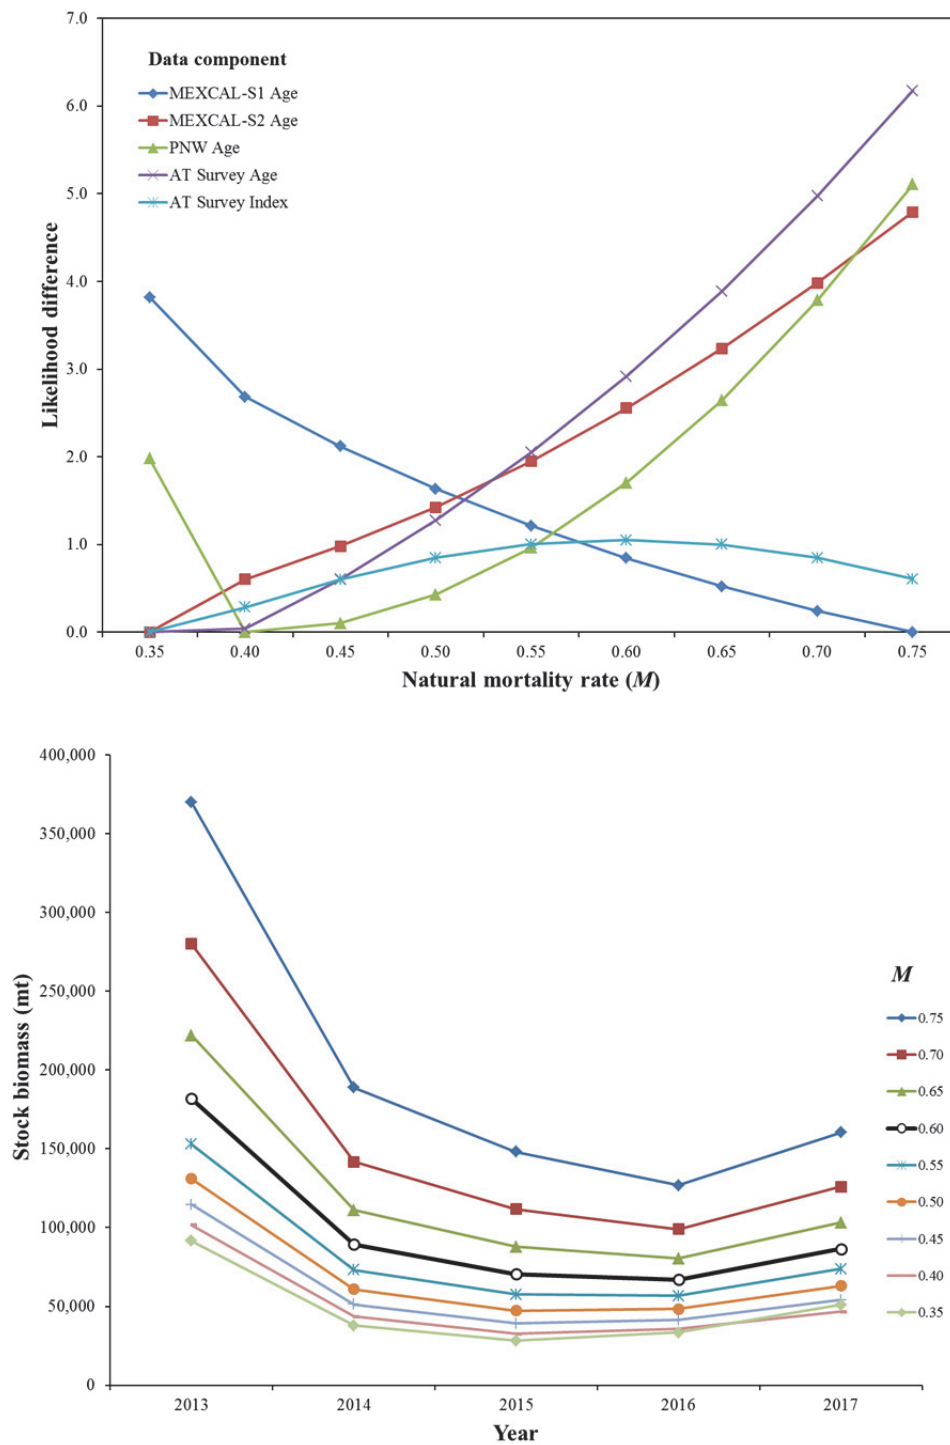 7.0
6.0
5.0
4.0
3.0
2.0
1.0
0.0
Likelihood difference
Data component
MEXCAL-S1 Age
MEXCAL-S2 Age
PNW Age
AT Survey Age
AT Survey Index
0.35 0.40 0.45 0.50 0.55 0.60 0.65 0.70 0.75
Natural mortality rate (M)
400,000
350,000
300,000
250,000
200,000
150,000
100,000
50,000
0
Stock biomass (mt)
M
0.75
0.70
0.65
0.60
0.55
0.50
0.45
0.40
0.35
2013 2014 2015 2016 2017
Year